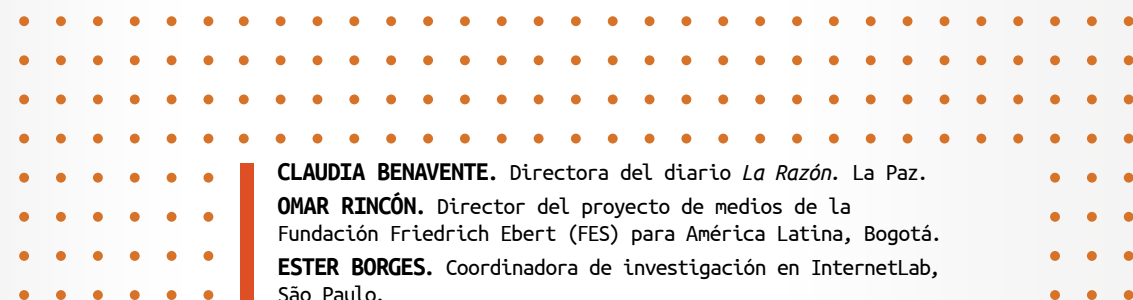 CLAUDIA BENAVENTE. Directora del diario La Razón. La Paz.
OMAR RINCÓN. Director del proyecto de medios de la
Fundación Friedrich Ebert (FES) para América Latina, Bogotá.
ESTER BORGES. Coordinadora de investigación en InternetLab,
São Paulo.